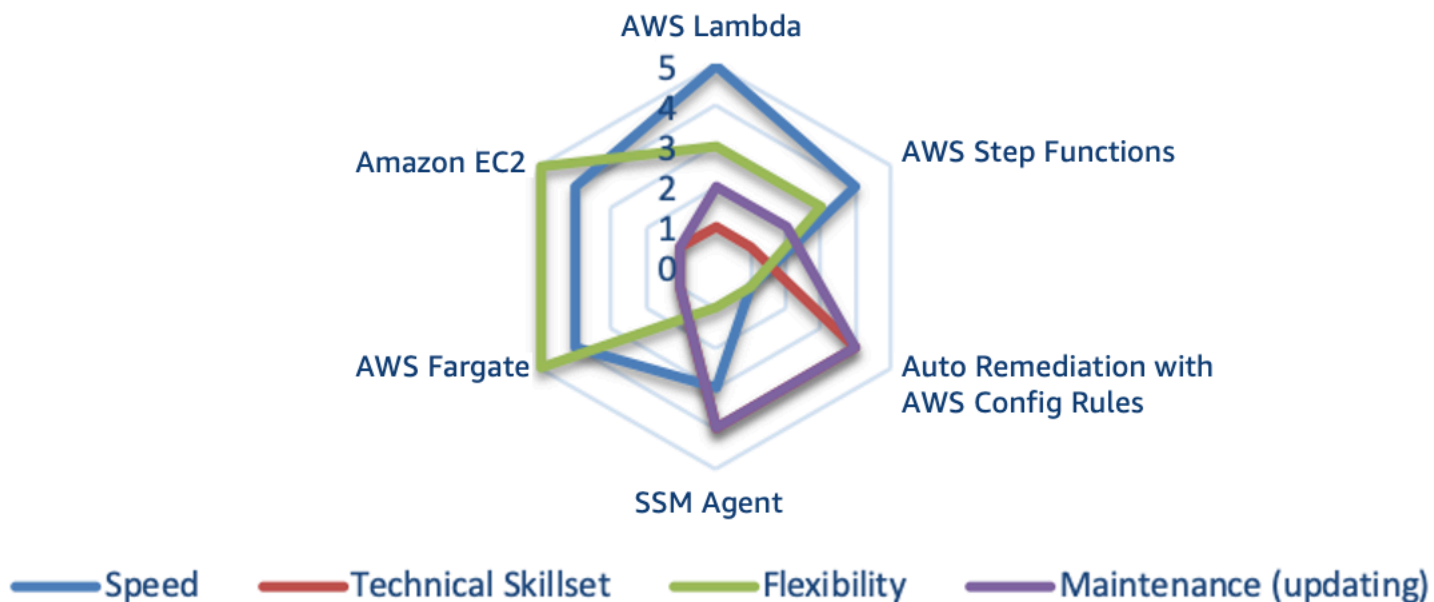 AWS Lambda
5
4
3
2
1
0
Amazon EC2
AWS Step Functions
AWS Fargate
Auto Remediation with
AWS Config Rules
SSM Agent
Speed
Technical Skillset
Flexibility
Maintenance (updating)